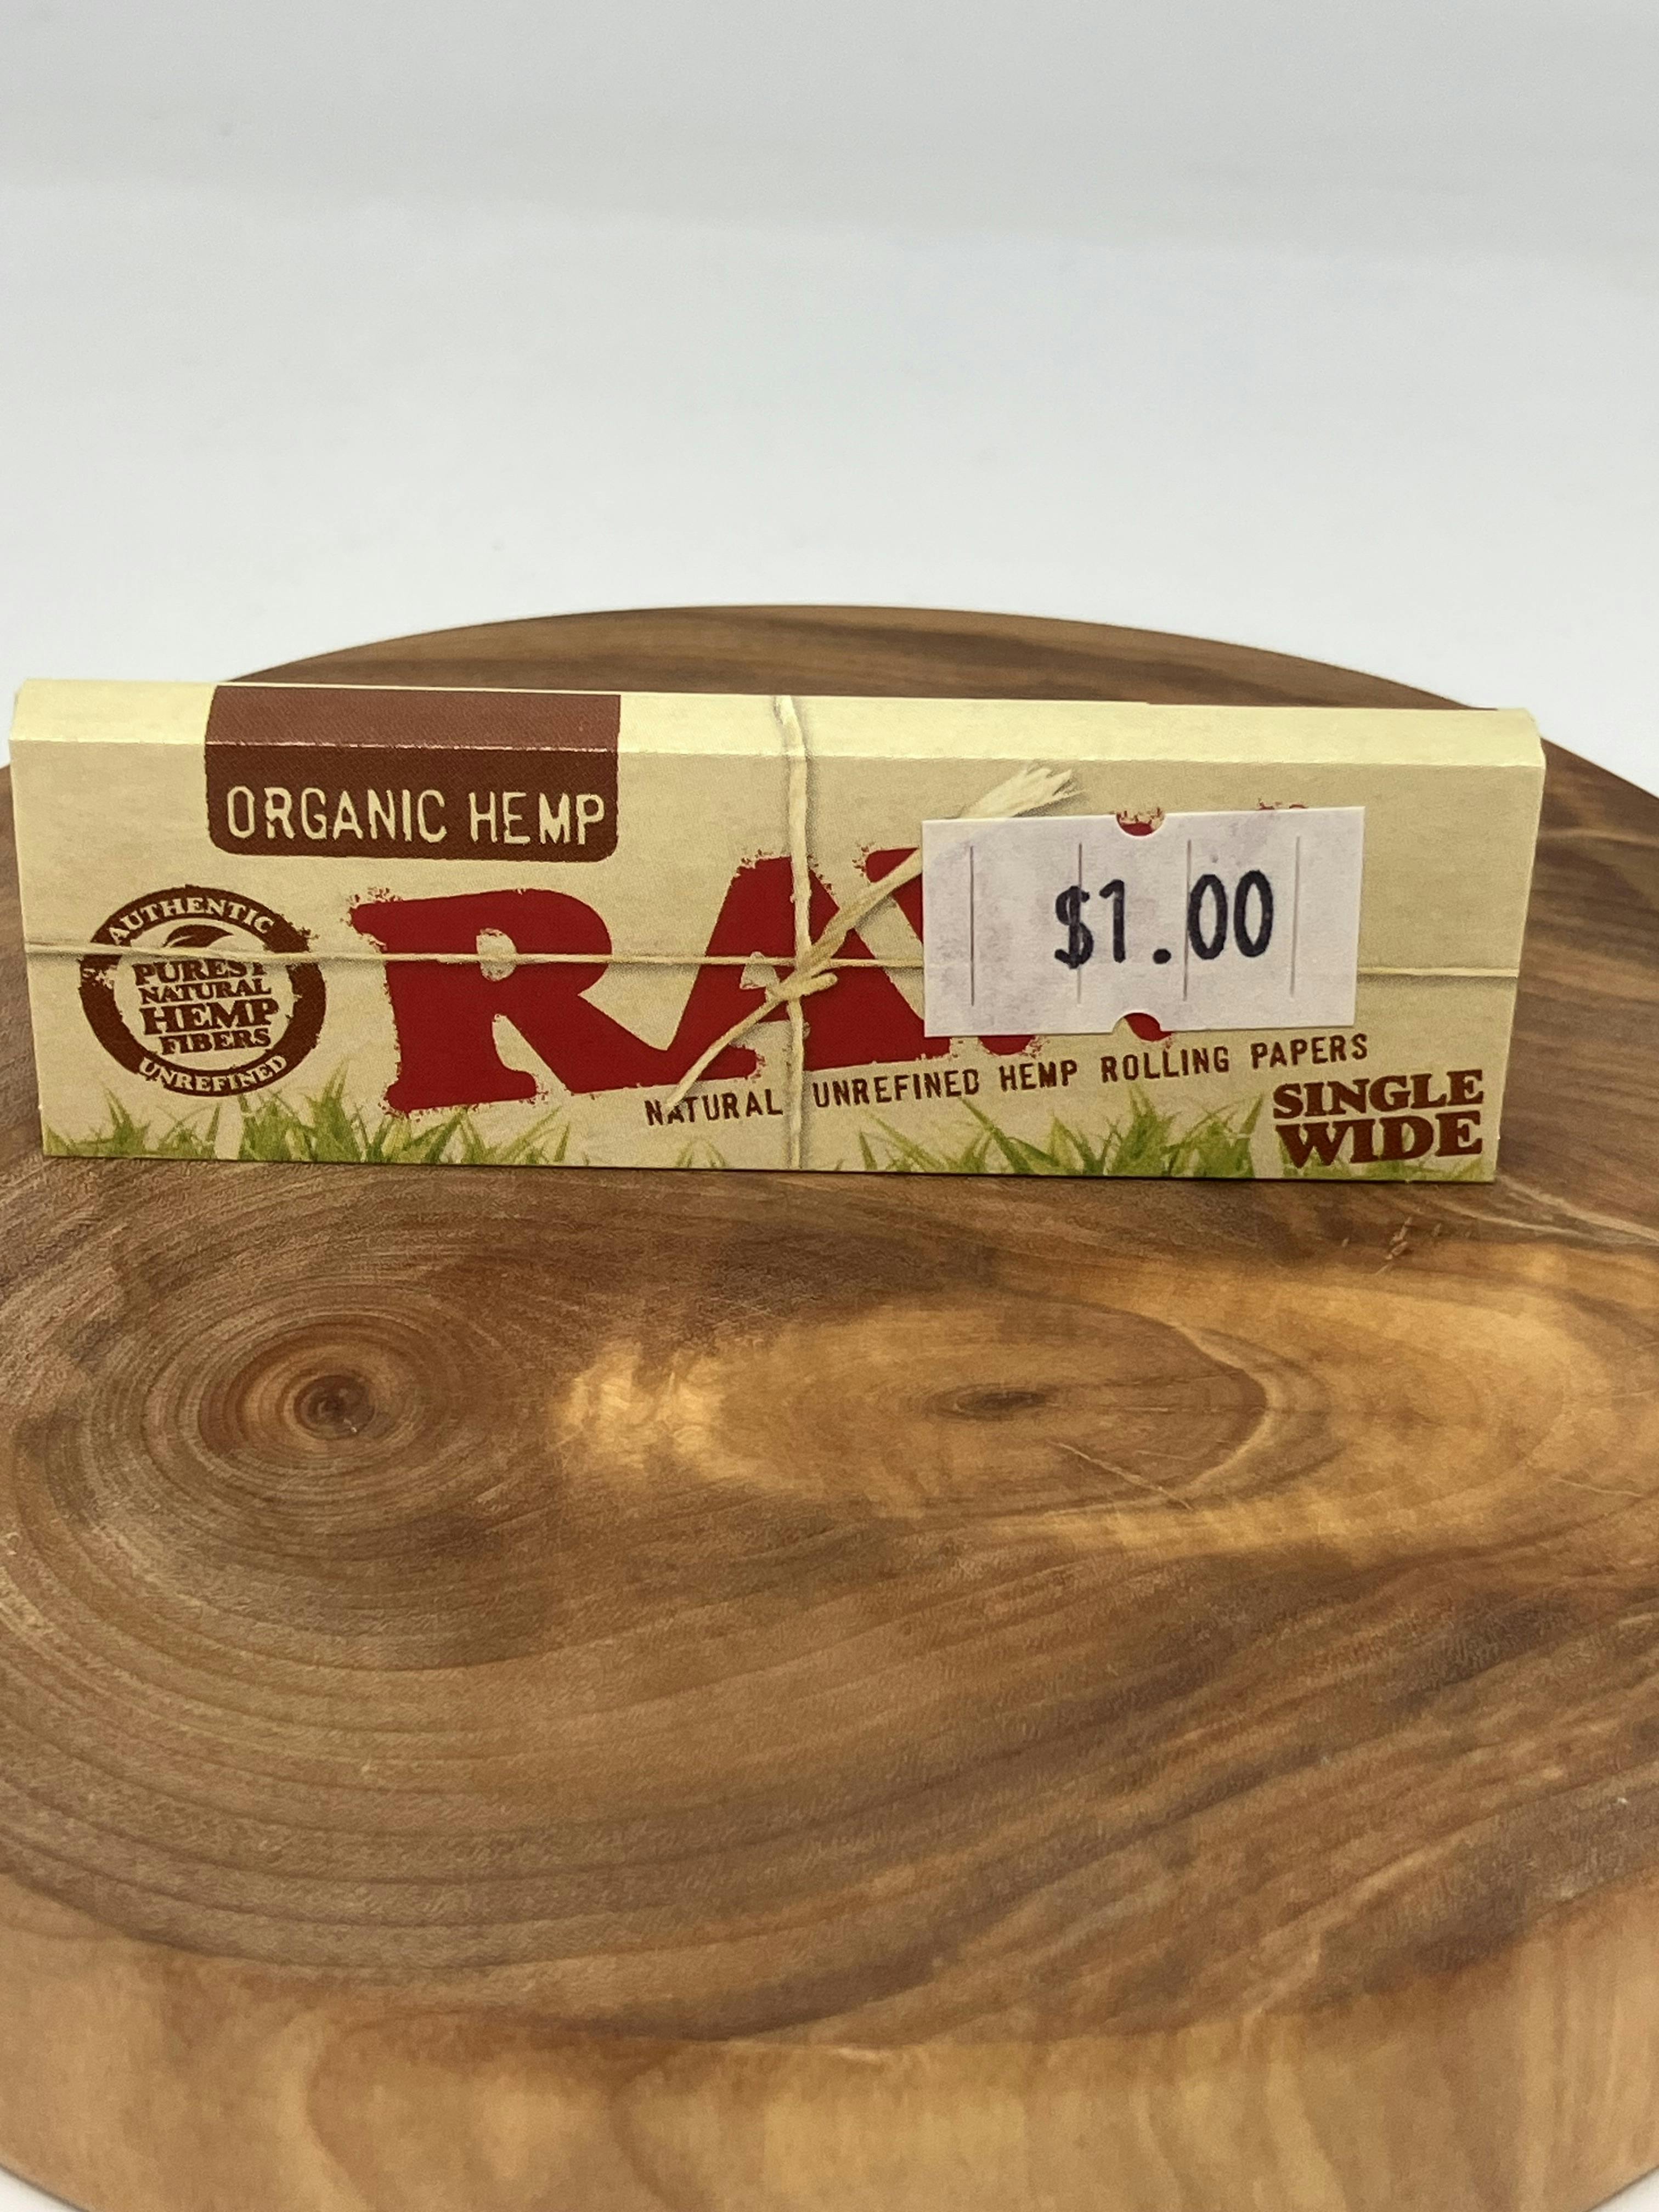 ORGANIC HEMP
AUTHENTIC
PUREST
NATURAL
HEMP
FIBERS
UNREFINED
$1.00
NATURAL UNREFINED HEMP ROLLING PAPERS
SINGLE
WIDE